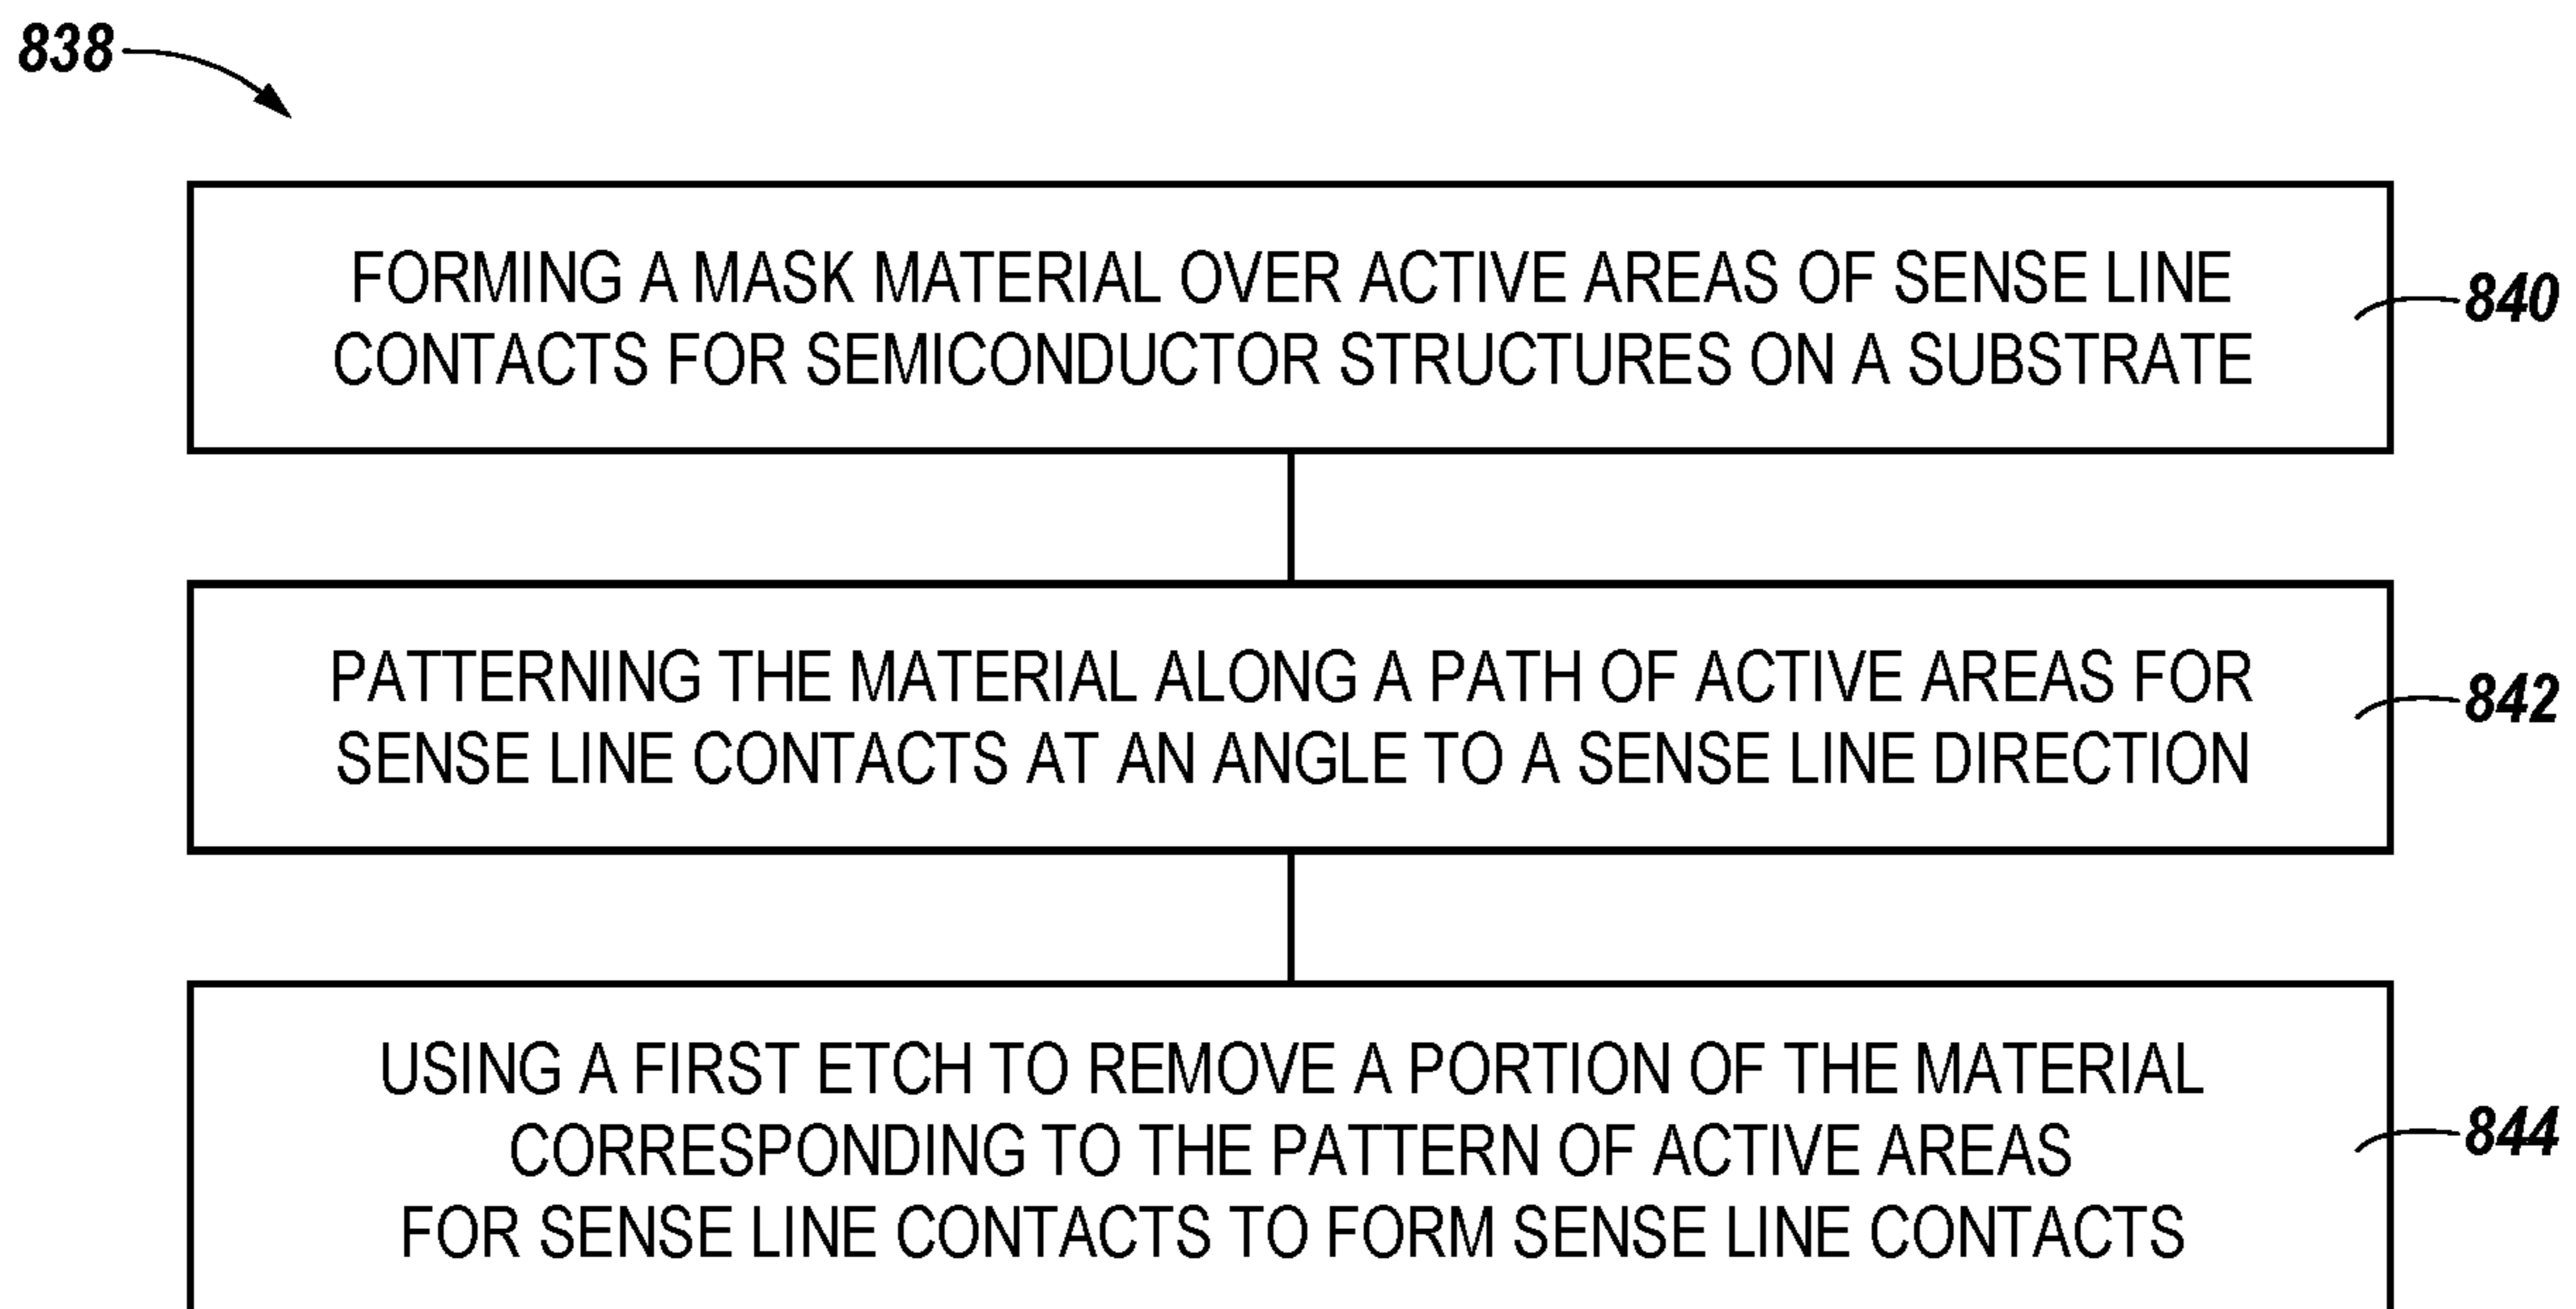 838
FORMING A MASK MATERIAL OVER ACTIVE AREAS OF SENSE LINE
CONTACTS FOR SEMICONDUCTOR STRUCTURES ON A SUBSTRATE
840
PATTERNING THE MATERIAL ALONG A PATH OF ACTIVE AREAS FOR
SENSE LINE CONTACTS AT AN ANGLE TO A SENSE LINE DIRECTION
842
USING A FIRST ETCH TO REMOVE A PORTION OF THE MATERIAL
CORRESPONDING TO THE PATTERN OF ACTIVE AREAS
FOR SENSE LINE CONTACTS TO FORM SENSE LINE CONTACTS
844